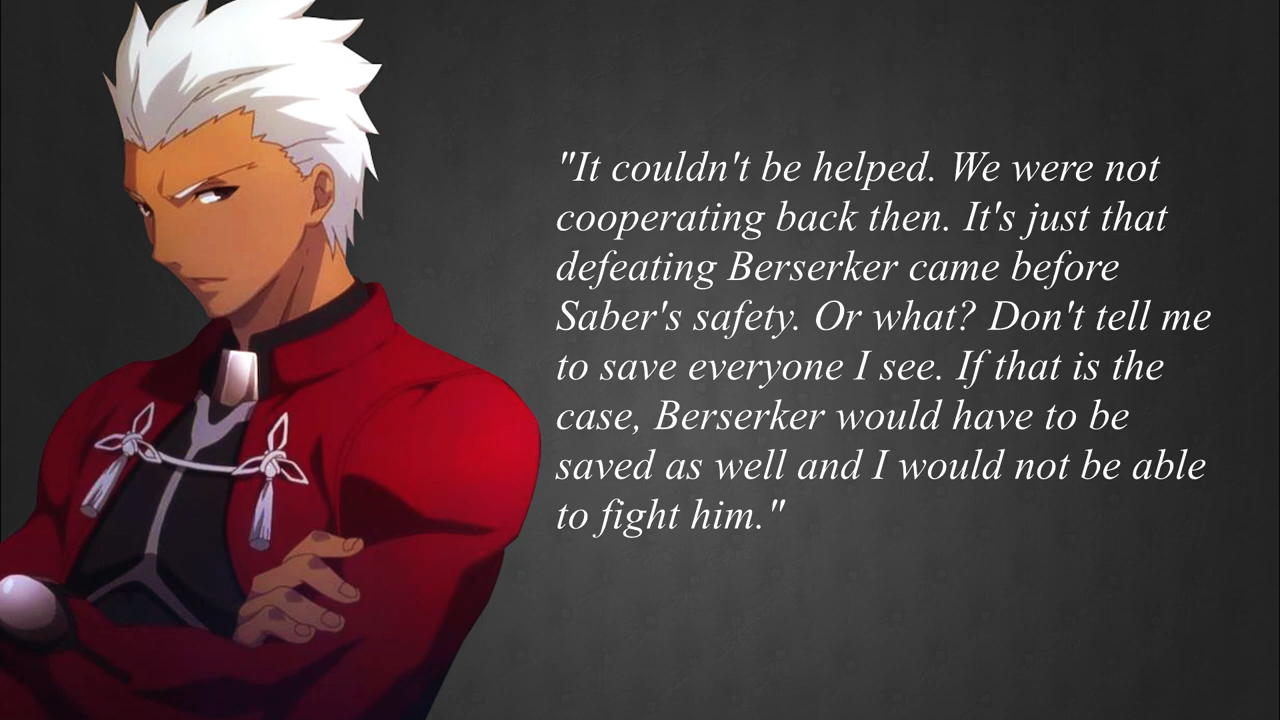 "It couldn't be helped. We were not
cooperating back then. It's just that
defeating Berserker came before
Saber's safety. Or what? Don't tell me
to save everyone I see. If that is the
case, Berserker would have to be
saved as well and I would not be able
to fight him."